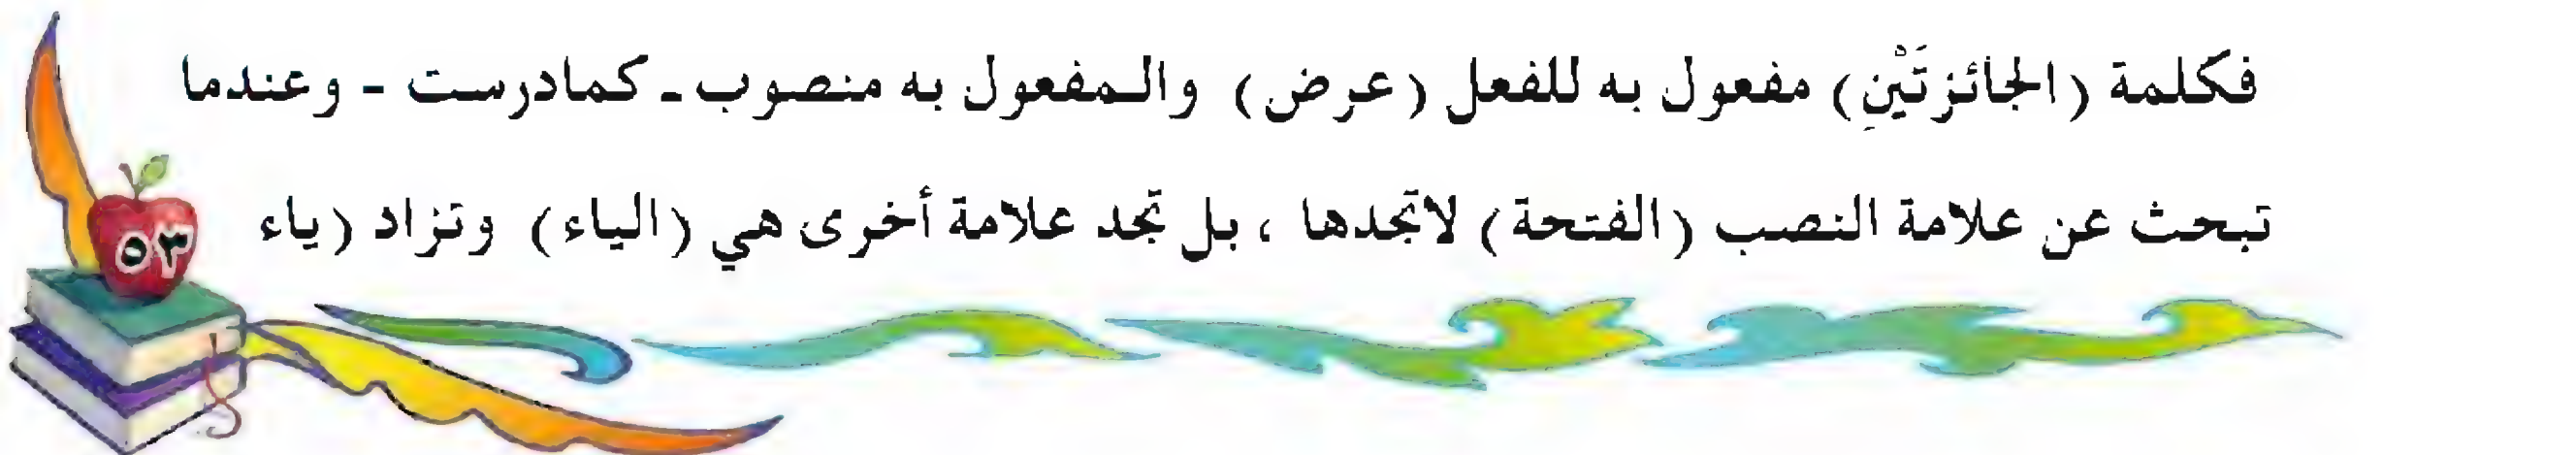 فكلمة (الجائزتَيْنِ) مفعول به للفعل (عرض) والمفعول به منصوب ـ كمادرست - وعندما
تبحث عن علامة النصب (الفتحة) لاتجدها ، بل تجد علامة أخرى هي (الياء) وتزاد (ياء
٥٣